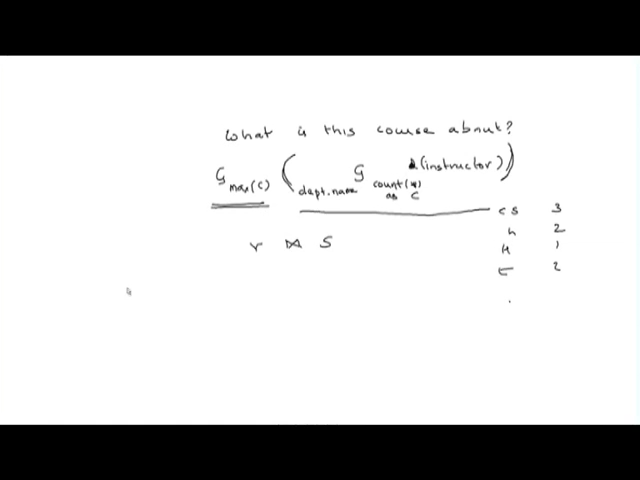 what is this course about?
G max(c) ( dept.name G count(*) as c (instructor) )
cs 3
2
r ⋈ s
H 1
E 2